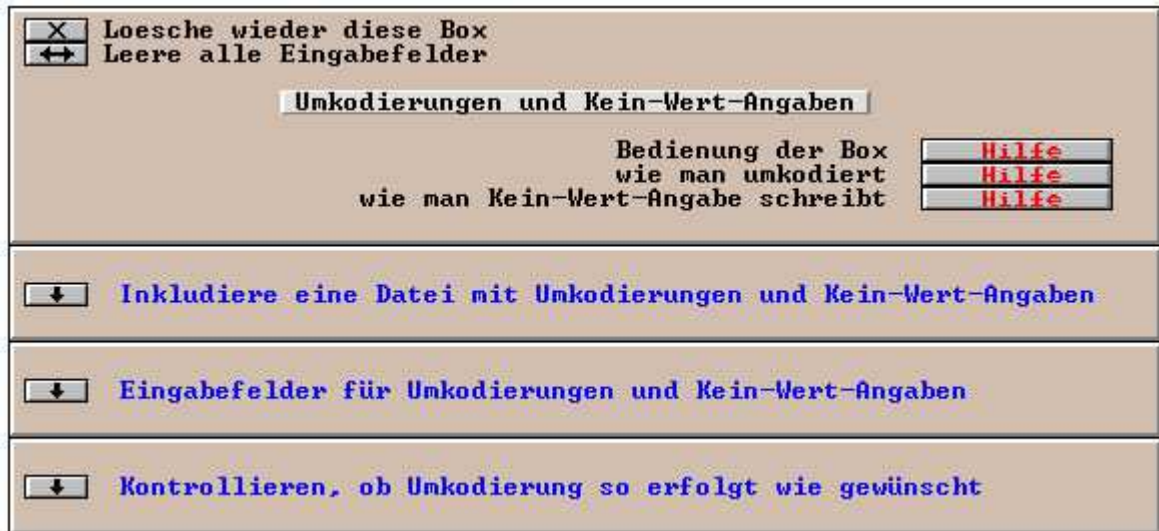 X Loesche wieder diese Box
↔ Leere alle Eingabefelder
Umkodierungen und Kein-Wert-Angaben
Bedienung der Box Hilfe
wie man umkodiert Hilfe
wie man Kein-Wert-Angabe schreibt Hilfe
Inkludiere eine Datei mit Umkodierungen und Kein-Wert-Angaben
Eingabefelder für Umkodierungen und Kein-Wert-Angaben
Kontrollieren, ob Umkodierung so erfolgt wie gewünscht